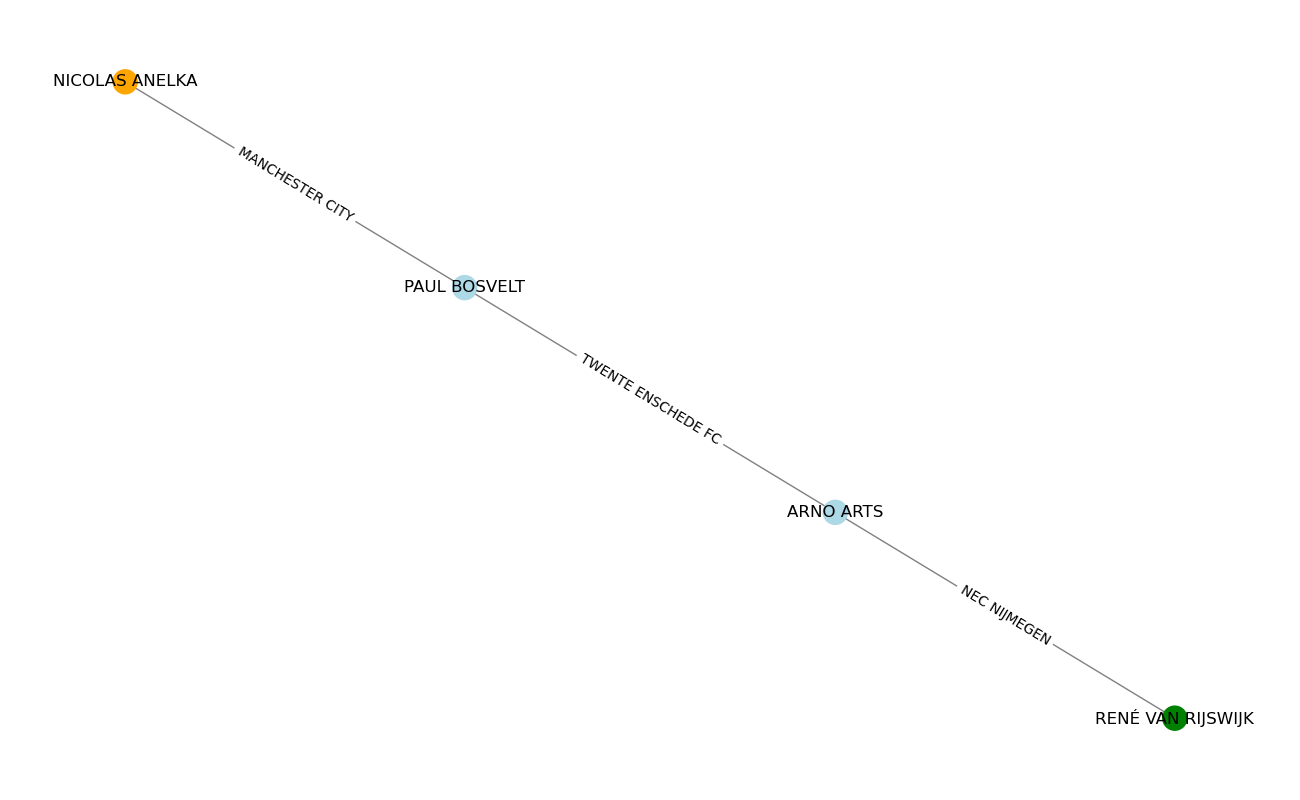 NICOLAS ANELKA
MANCHESTER CITY
PAUL BOSVELT
TWENTE ENSCHEDE FC
ARNO ARTS
NEC NIJMEGEN
RENÉ VAN RIJSWIJK